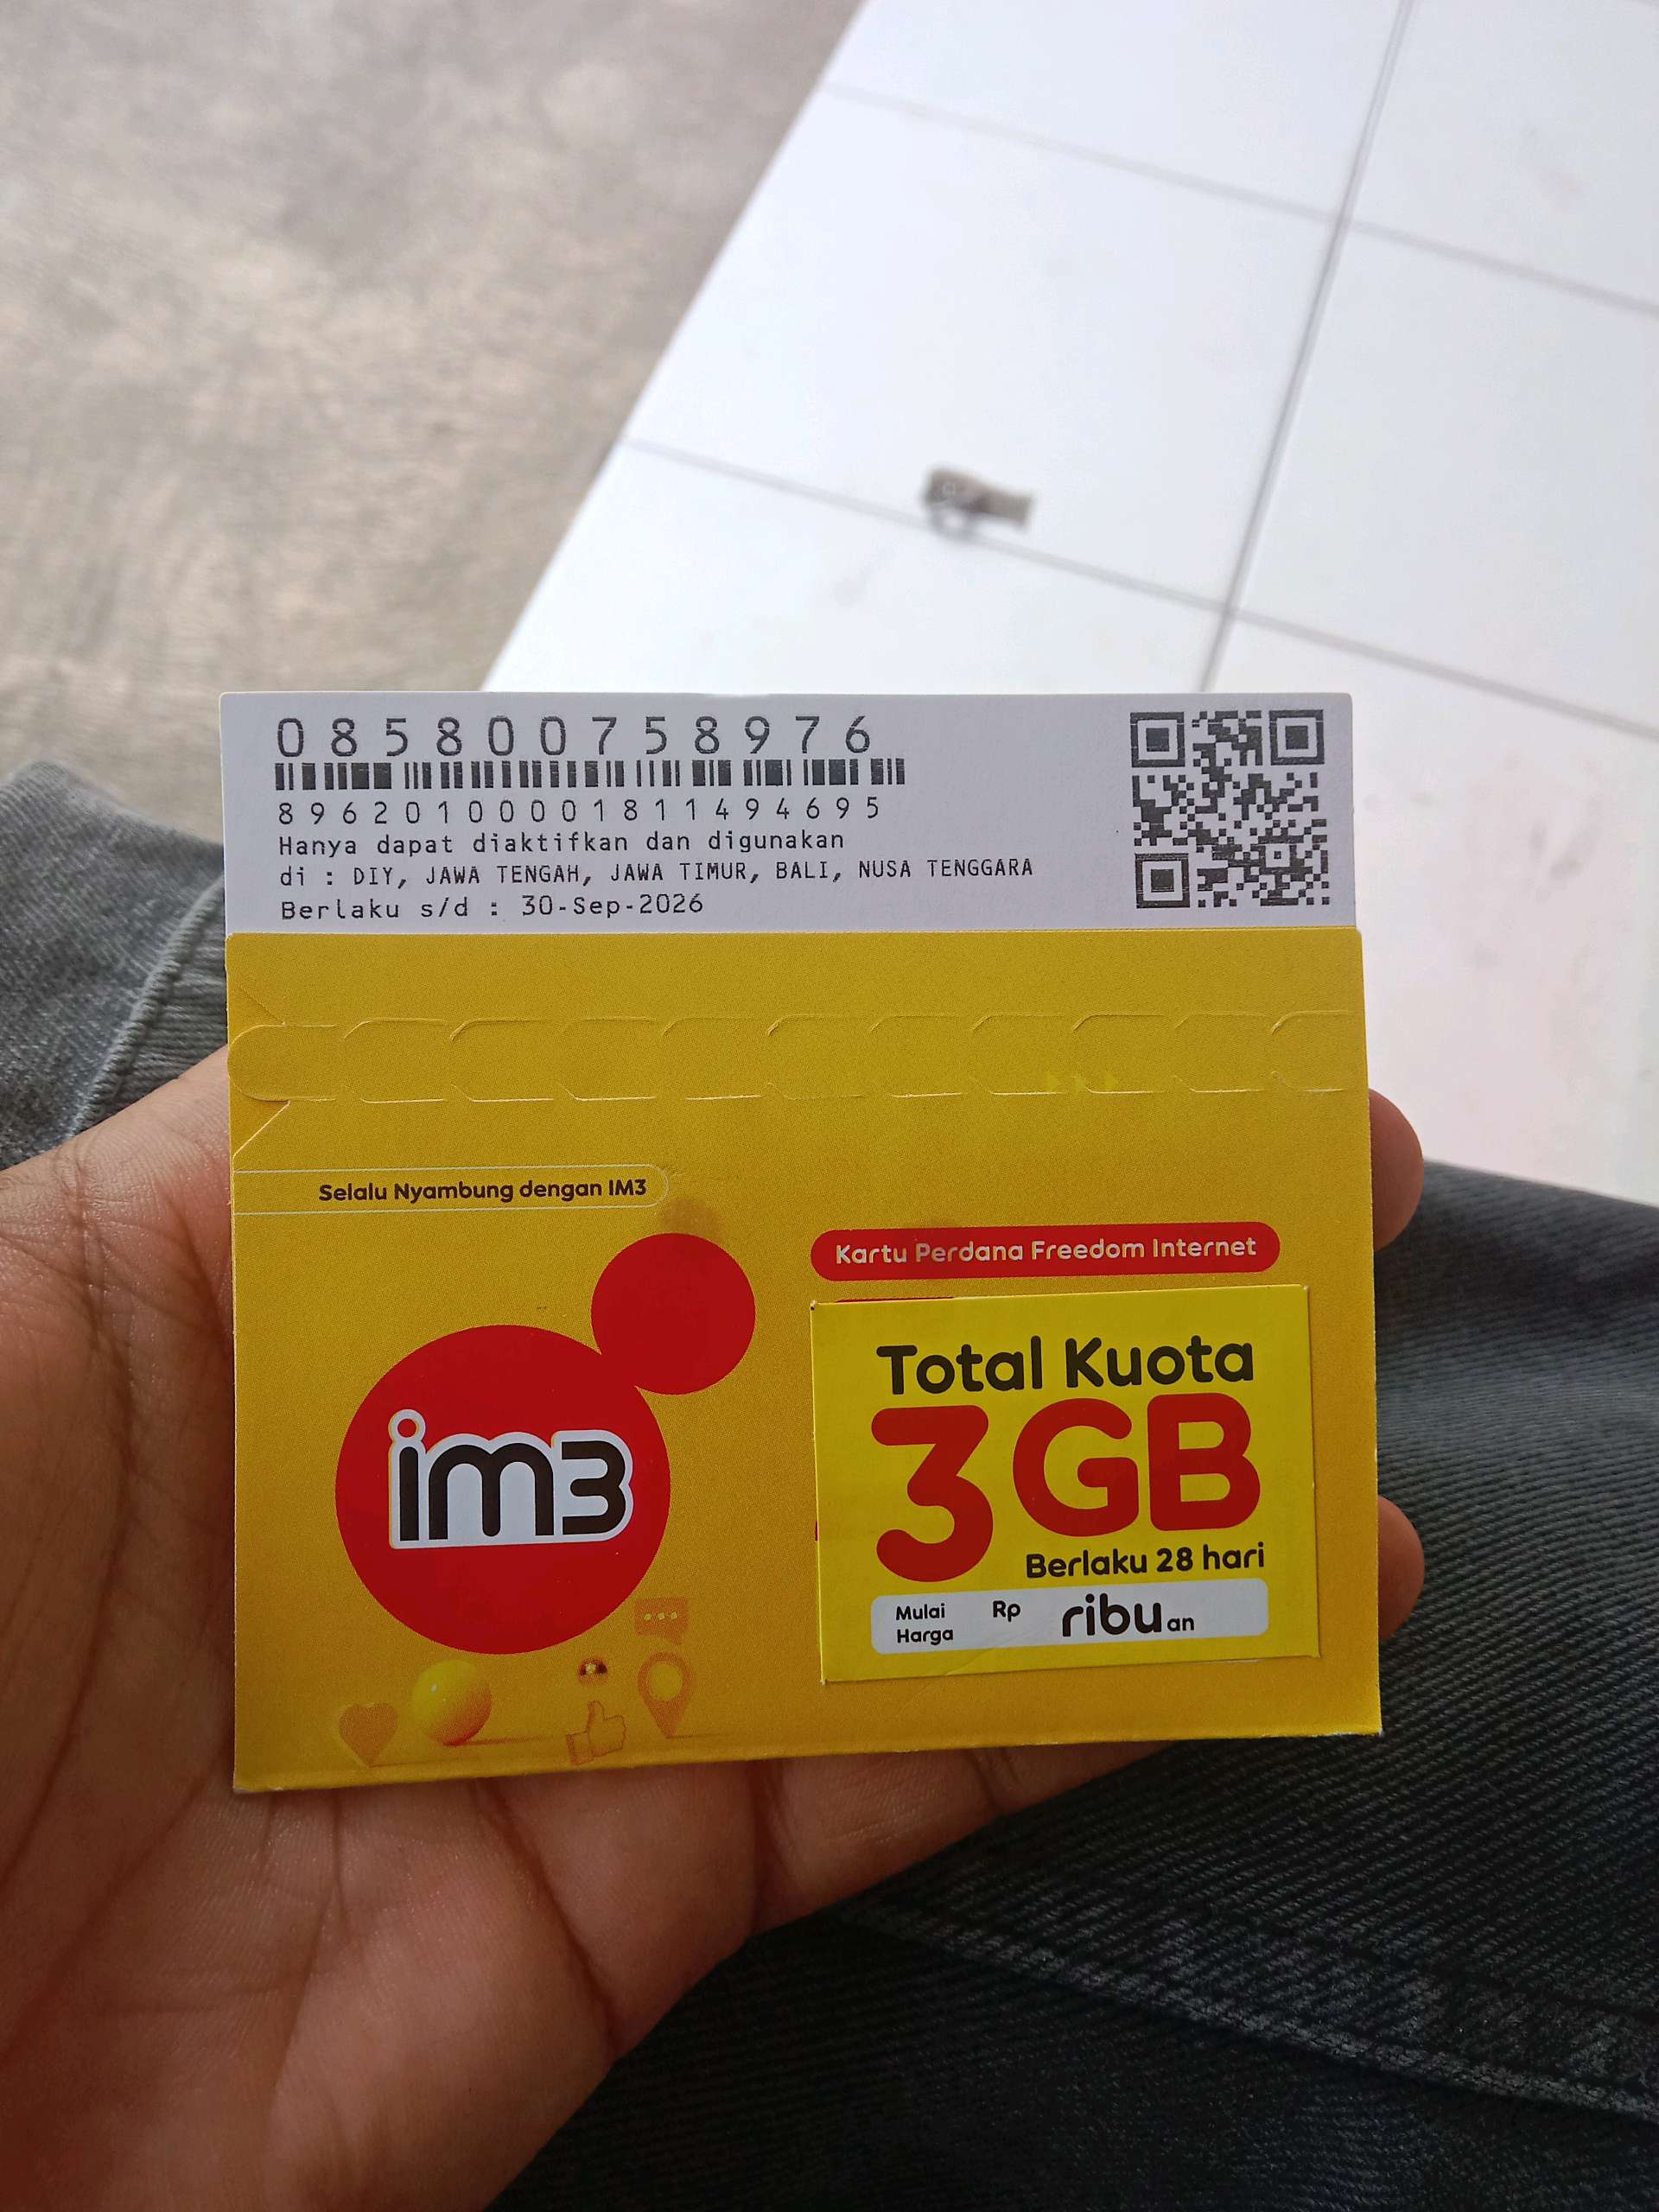 085800758976
89620100001811494695
Hanya dapat diaktifkan dan digunakan
di : DIY, JAWA TENGAH, JAWA TIMUR, BALI, NUSA TENGGARA
Berlaku s/d : 30-Sep-2026
Selalu Nyambung dengan IM3
im3
Kartu Perdana Freedom Internet
Total Kuota
3GB
Berlaku 28 hari
Mulai Harga Rp ribuan